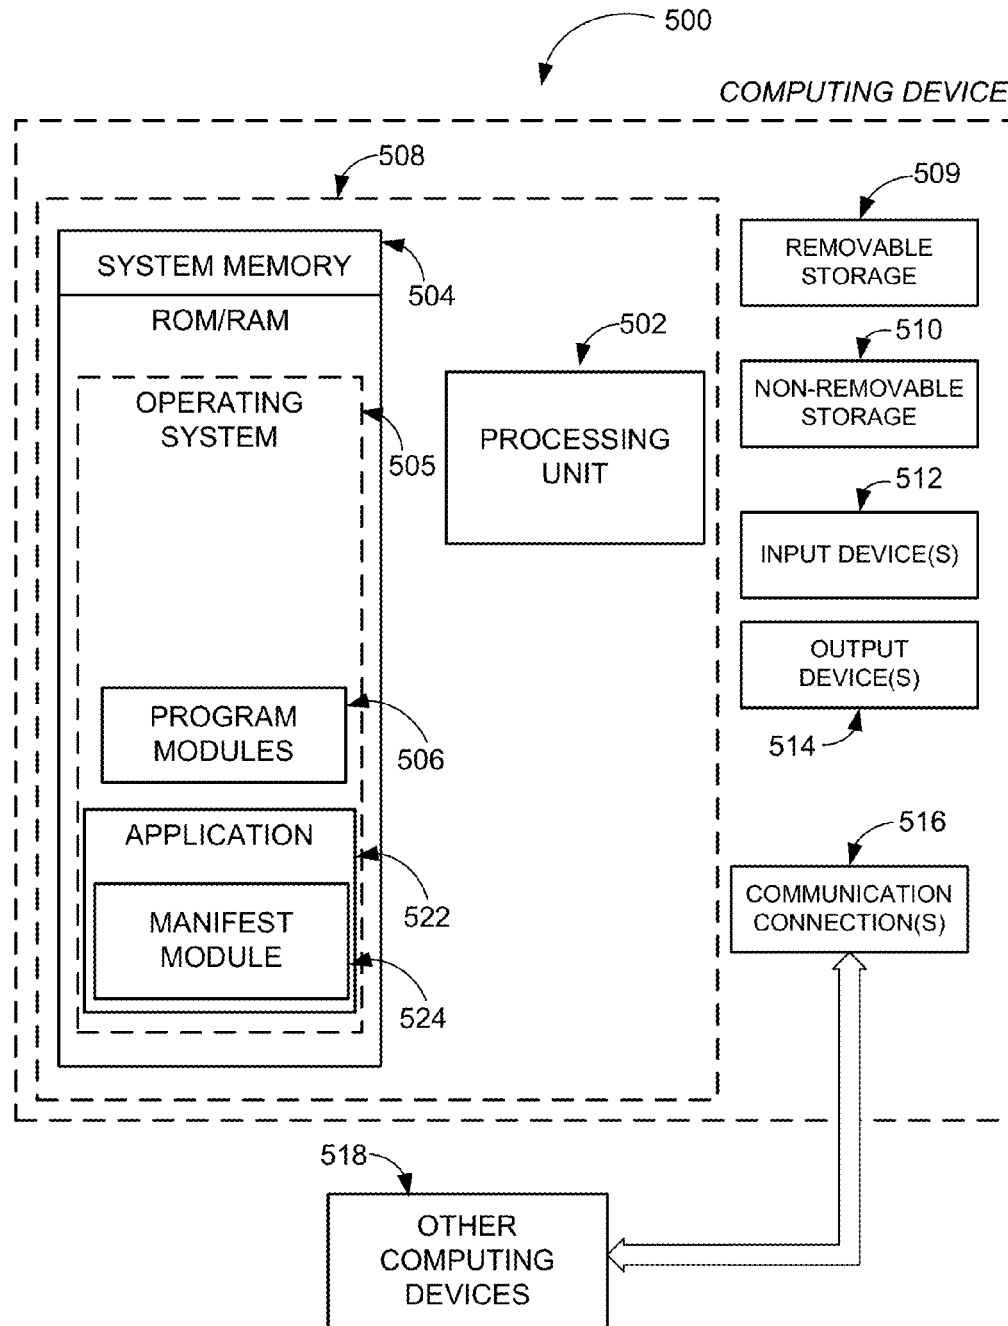 500
COMPUTING DEVICE
508
509
SYSTEM MEMORY
504
ROM/RAM
REMOVABLE
STORAGE
502
510
OPERATING
SYSTEM
505
PROCESSING
UNIT
NON-REMOVABLE
STORAGE
512
INPUT DEVICE(S)
OUTPUT
DEVICE(S)
514
PROGRAM
MODULES
506
APPLICATION
522
MANIFEST
MODULE
524
516
COMMUNICATION
CONNECTION(S)
518
OTHER
COMPUTING
DEVICES